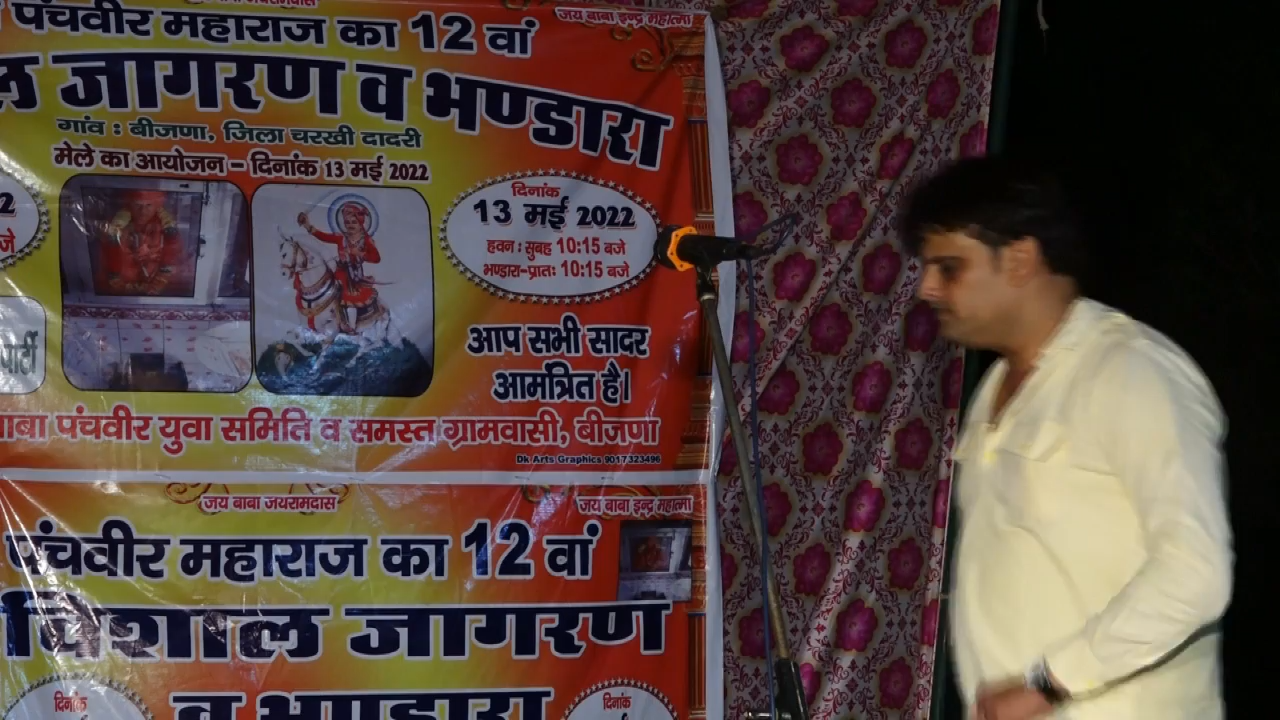 पंचवीर महाराज का 12 वां
जय बाबा इन्द्र महात्मा
जागरण व भण्डारा
गांव : बीजणा, जिला चरखी दादरी
मेले का आयोजन - दिनांक 13 मई 2022
दिनांक
13 मई 2022
हवन : सुबह 10:15 बजे
भण्डारा-प्रातः 10:15 बजे
पार्टी
आप सभी सादर
आमंत्रित है।
बाबा पंचवीर युवा समिति व समस्त ग्रामवासी, बीजणा
Dk Arts Graphics 9017323496
जय बाबा जयरामदास
जय बाबा इन्द्र महात्मा
पंचवीर महाराज का 12 वां
विशाल जागरण
व भण्डारा
दिनांक
दिनांक